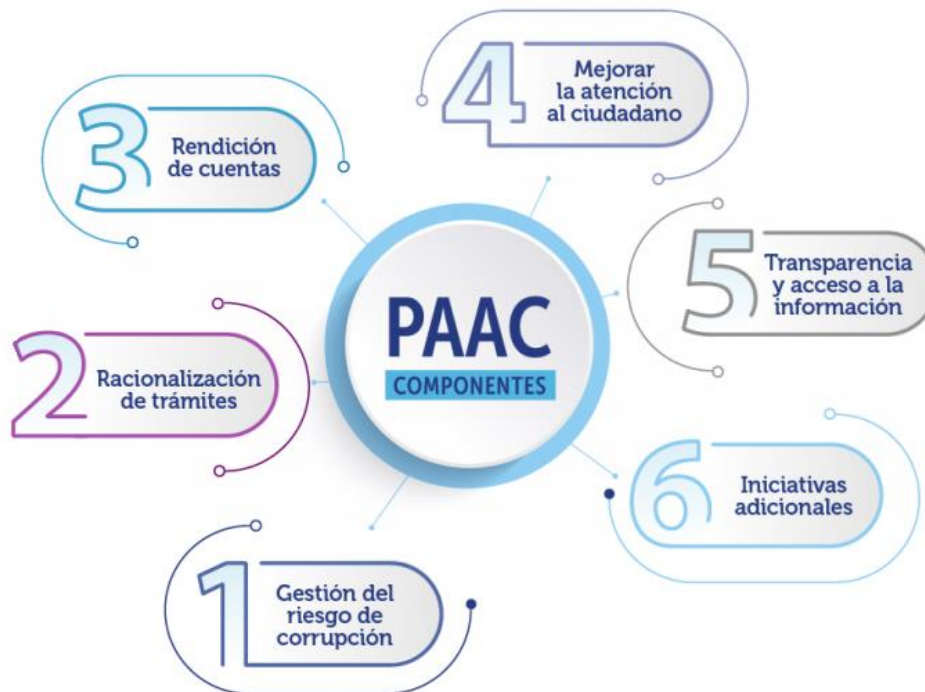 4
Mejorar
la atención
al ciudadano
3
Rendición
de cuentas
5
Transparencia
y acceso a la
información
PAAC
COMPONENTES
2
Racionalización
de trámites
6
Iniciativas
adicionales
1
Gestión del
riesgo de
corrupción